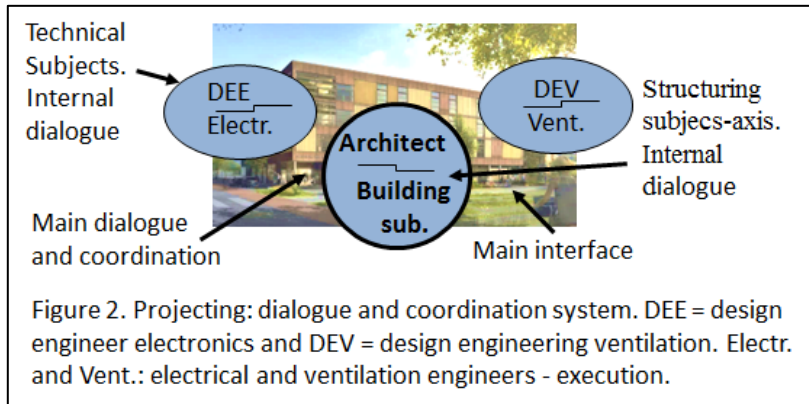 Technical
Subjects.
Internal
dialogue
DEE
Electr.
Architect
Building
sub.
DEV
Vent.
Structuring
subjecs-axis.
Internal
dialogue
Main dialogue
and coordination
Main interface
Figure 2. Projecting: dialogue and coordination system. DEE = design
engineer electronics and DEV = design engineering ventilation. Electr.
and Vent.: electrical and ventilation engineers - execution.